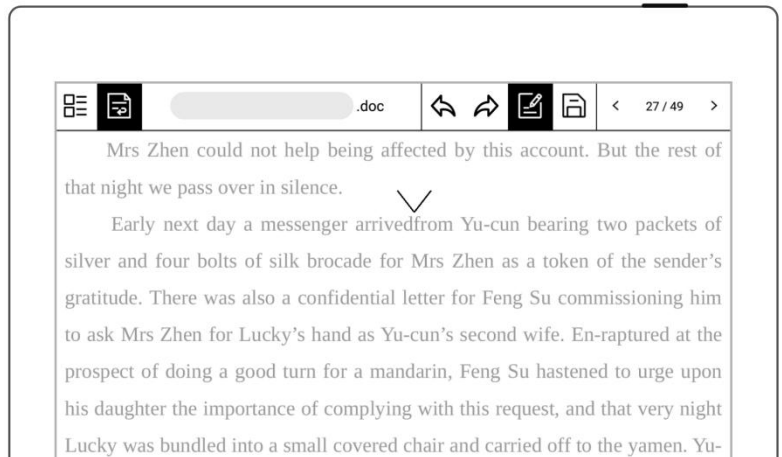 .doc
27 / 49
Mrs Zhen could not help being affected by this account. But the rest of
that night we pass over in silence.
Early next day a messenger arrivedfrom Yu-cun bearing two packets of
silver and four bolts of silk brocade for Mrs Zhen as a token of the sender’s
gratitude. There was also a confidential letter for Feng Su commissioning him
to ask Mrs Zhen for Lucky’s hand as Yu-cun’s second wife. En-raptured at the
prospect of doing a good turn for a mandarin, Feng Su hastened to urge upon
his daughter the importance of complying with this request, and that very night
Lucky was bundled into a small covered chair and carried off to the yamen. Yu-